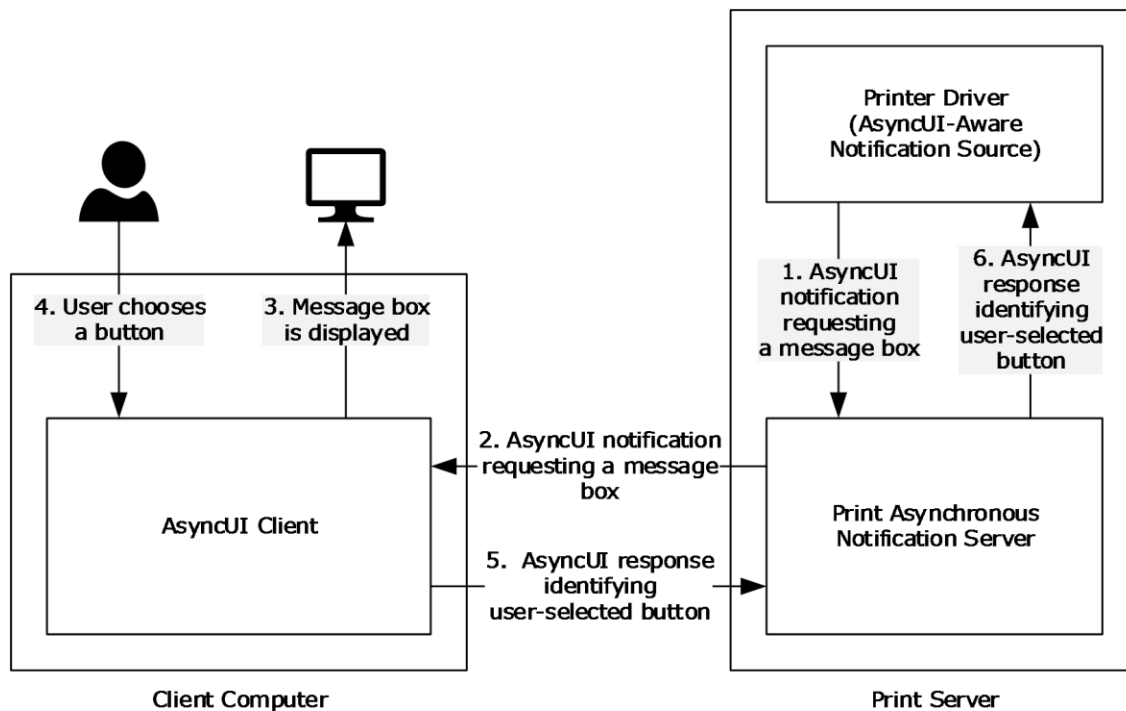 Printer Driver
(AsyncUI-Aware
Notification Source)
4. User chooses
a button
3. Message box
is displayed
1. AsyncUI
notification
requesting
a message box
6. AsyncUI
response
identifying
user-selected
button
2. AsyncUI notification
requesting a message
box
AsyncUI Client
Print Asynchronous
Notification Server
5. AsyncUI response
identifying
user-selected button
Client Computer
Print Server